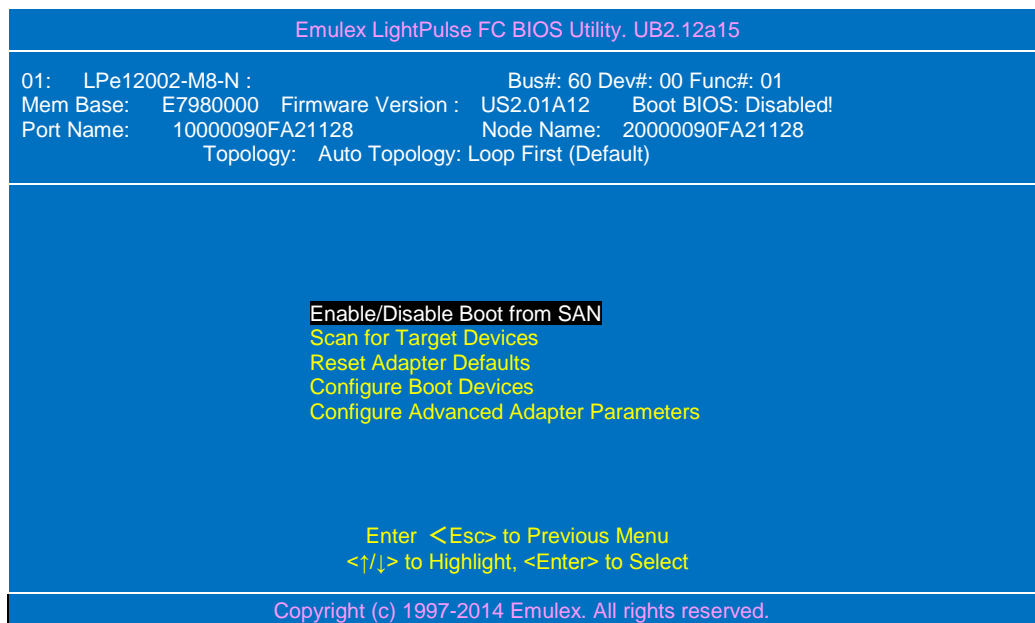 Emulex LightPulse FC BIOS Utility. UB2.12a15
01: LPe12002-M8-N : Bus#: 60 Dev#: 00 Func#: 01
Mem Base: E7980000 Firmware Version : US2.01A12 Boot BIOS: Disabled!
Port Name: 10000090FA21128 Node Name: 20000090FA21128
Topology: Auto Topology: Loop First (Default)
Enable/Disable Boot from SAN
Scan for Target Devices
Reset Adapter Defaults
Configure Boot Devices
Configure Advanced Adapter Parameters
Enter <Esc> to Previous Menu
<↑/↓> to Highlight, <Enter> to Select
Copyright (c) 1997-2014 Emulex. All rights reserved.